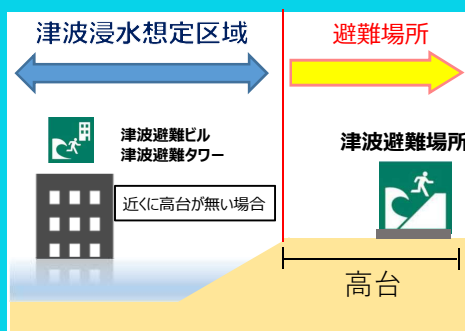 津波浸水想定区域
避難場所
津波避難ビル
津波避難タワー
津波避難場所
近くに高台が無い場合
高台